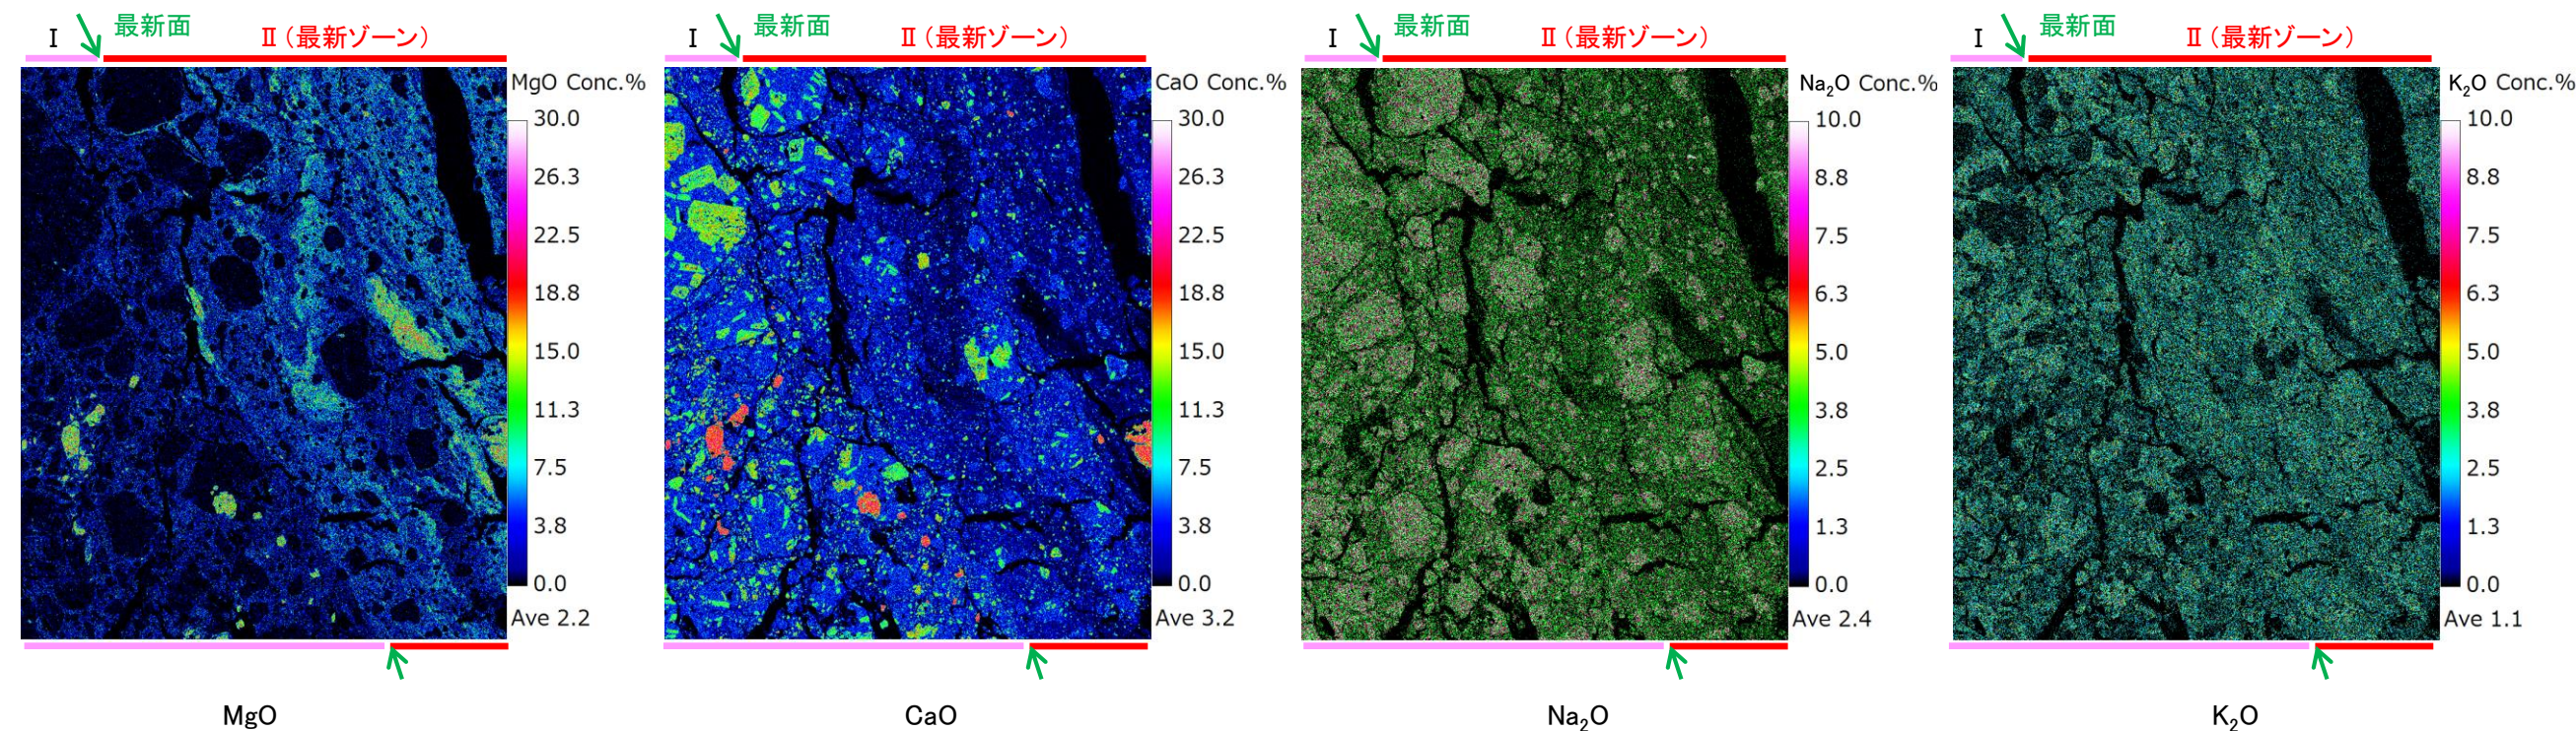 I 最新面 Ⅱ（最新ゾーン）
MgO Conc.%
30.0
26.3
22.5
18.8
15.0
11.3
7.5
3.8
0.0
Ave 2.2
MgO
I 最新面 Ⅱ（最新ゾーン）
CaO Conc.%
30.0
26.3
22.5
18.8
15.0
11.3
7.5
3.8
0.0
Ave 3.2
CaO
I 最新面 Ⅱ（最新ゾーン）
Na₂O Conc.%
10.0
8.8
7.5
6.3
5.0
3.8
2.5
1.3
0.0
Ave 2.4
Na₂O
I 最新面 Ⅱ（最新ゾーン）
K₂O Conc.%
10.0
8.8
7.5
6.3
5.0
3.8
2.5
1.3
0.0
Ave 1.1
K₂O